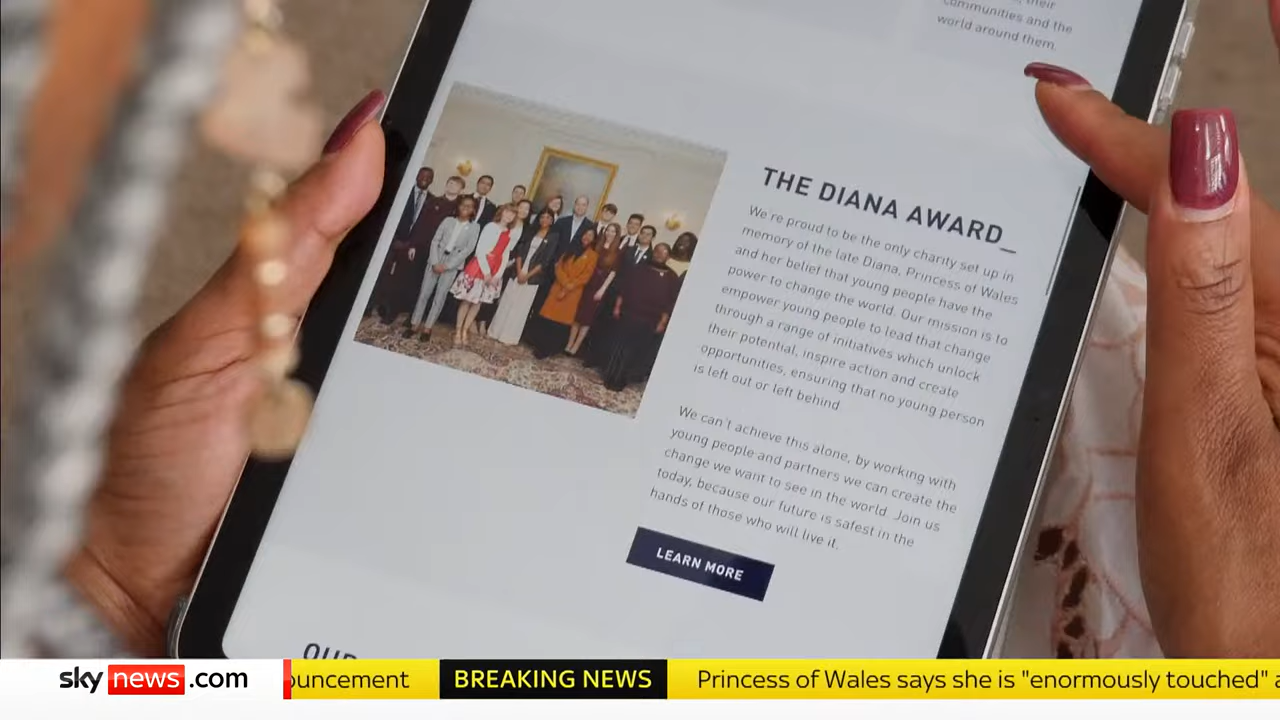 communities and the
world around them.
THE DIANA AWARD_
We're proud to be the only charity set up in
memory of the late Diana, Princess of Wales
and her belief that young people have the
power to change the world. Our mission is to
empower young people to lead that change
through a range of initiatives which unlock
their potential, inspire action and create
opportunities, ensuring that no young person
is left out or left behind
We can't achieve this alone, by working with
young people and partners we can create the
change we want to see in the world. Join us
today, because our future is safest in the
hands of those who will live it.
LEARN MORE
OUR
sky news.com
ouncement BREAKING NEWS Princess of Wales says she is "enormously touched"